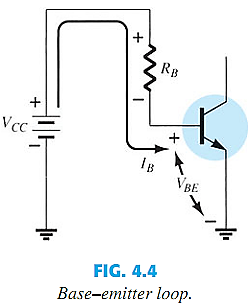 +
R_B
+
V_CC
−
−
+
I_B
V_BE
−
FIG. 4.4
Base–emitter loop.